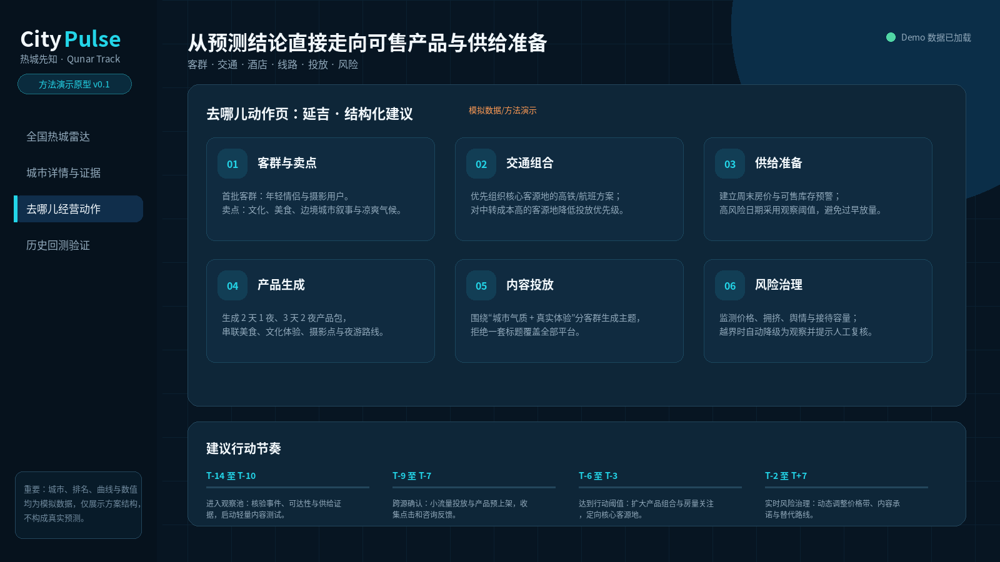 CityPulse
热城先知 · Qunar Track
方法演示原型 v0.1
全国热城雷达
城市详情与证据
去哪儿经营动作
历史回测验证
重要：城市、排名、曲线与数值
均为模拟数据，仅展示方案结构，
不构成真实预测。
从预测结论直接走向可售产品与供给准备
客群 · 交通 · 酒店 · 线路 · 投放 · 风险
Demo 数据已加载
去哪儿动作页：延吉 · 结构化建议
模拟数据/方法演示
01
客群与卖点
首批客群：年轻情侣与摄影用户。
卖点：文化、美食、边境城市叙事与凉爽气候。
02
交通组合
优先组织核心客源地的高铁/航班方案；
对中转成本高的客源地降低投放优先级。
03
供给准备
建立周末房价与可售库存预警；
高风险日期采用观察阈值，避免过早放量。
04
产品生成
生成 2 天 1 夜、3 天 2 夜产品包，
串联美食、文化体验、摄影点与夜游路线。
05
内容投放
围绕“城市气质 + 真实体验”分客群生成主题，
拒绝一套标题覆盖全部平台。
06
风险治理
监测价格、拥挤、舆情与接待容量；
越界时自动降级为观察并提示人工复核。
建议行动节奏
T-14 至 T-10
进入观察池：核验事件、可达性与供给证
据，启动轻量内容测试。
T-9 至 T-7
跨源确认：小流量投放与产品预上架，收
集点击和咨询反馈。
T-6 至 T-3
达到行动阈值：扩大产品组合与房量关注
，定向核心客源地。
T-2 至 T+7
实时风险治理：动态调整价格带、内容承
诺与替代路线。